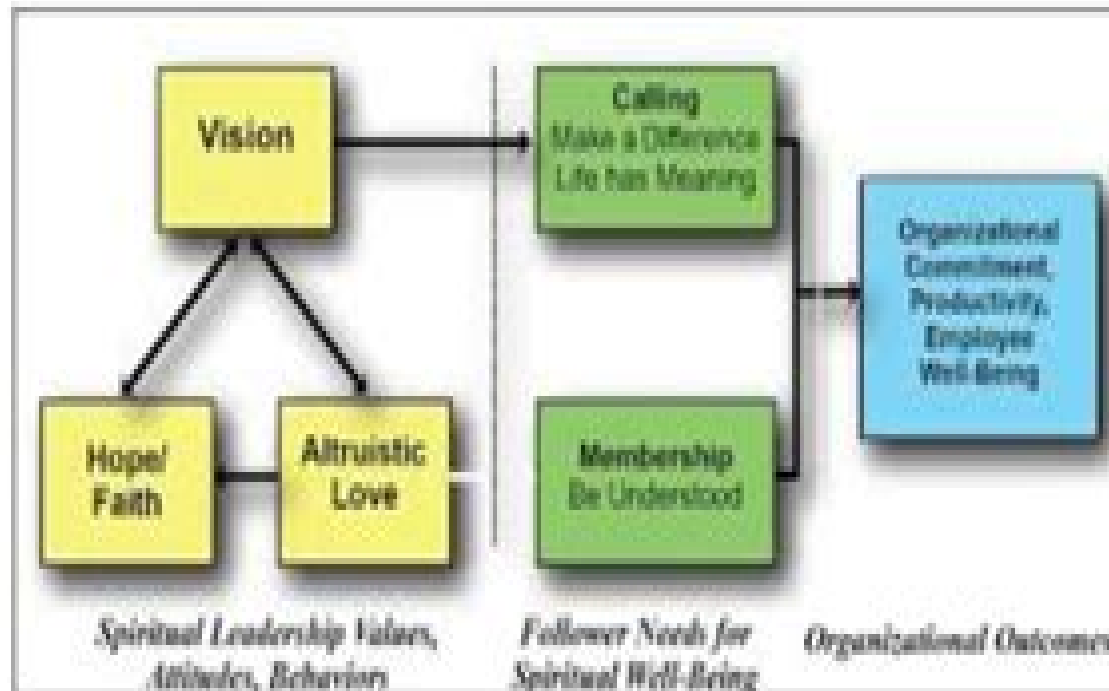 Vision
Calling
Make a Difference
Life has Meaning
Organizational
Commitment,
Productivity,
Employee
Well-Being
Hope/
Faith
Altruistic
Love
Membership
Be Understood
Spiritual Leadership Values,
Attitudes, Behaviors
Follower Needs for
Spiritual Well-Being
Organizational Outcomes